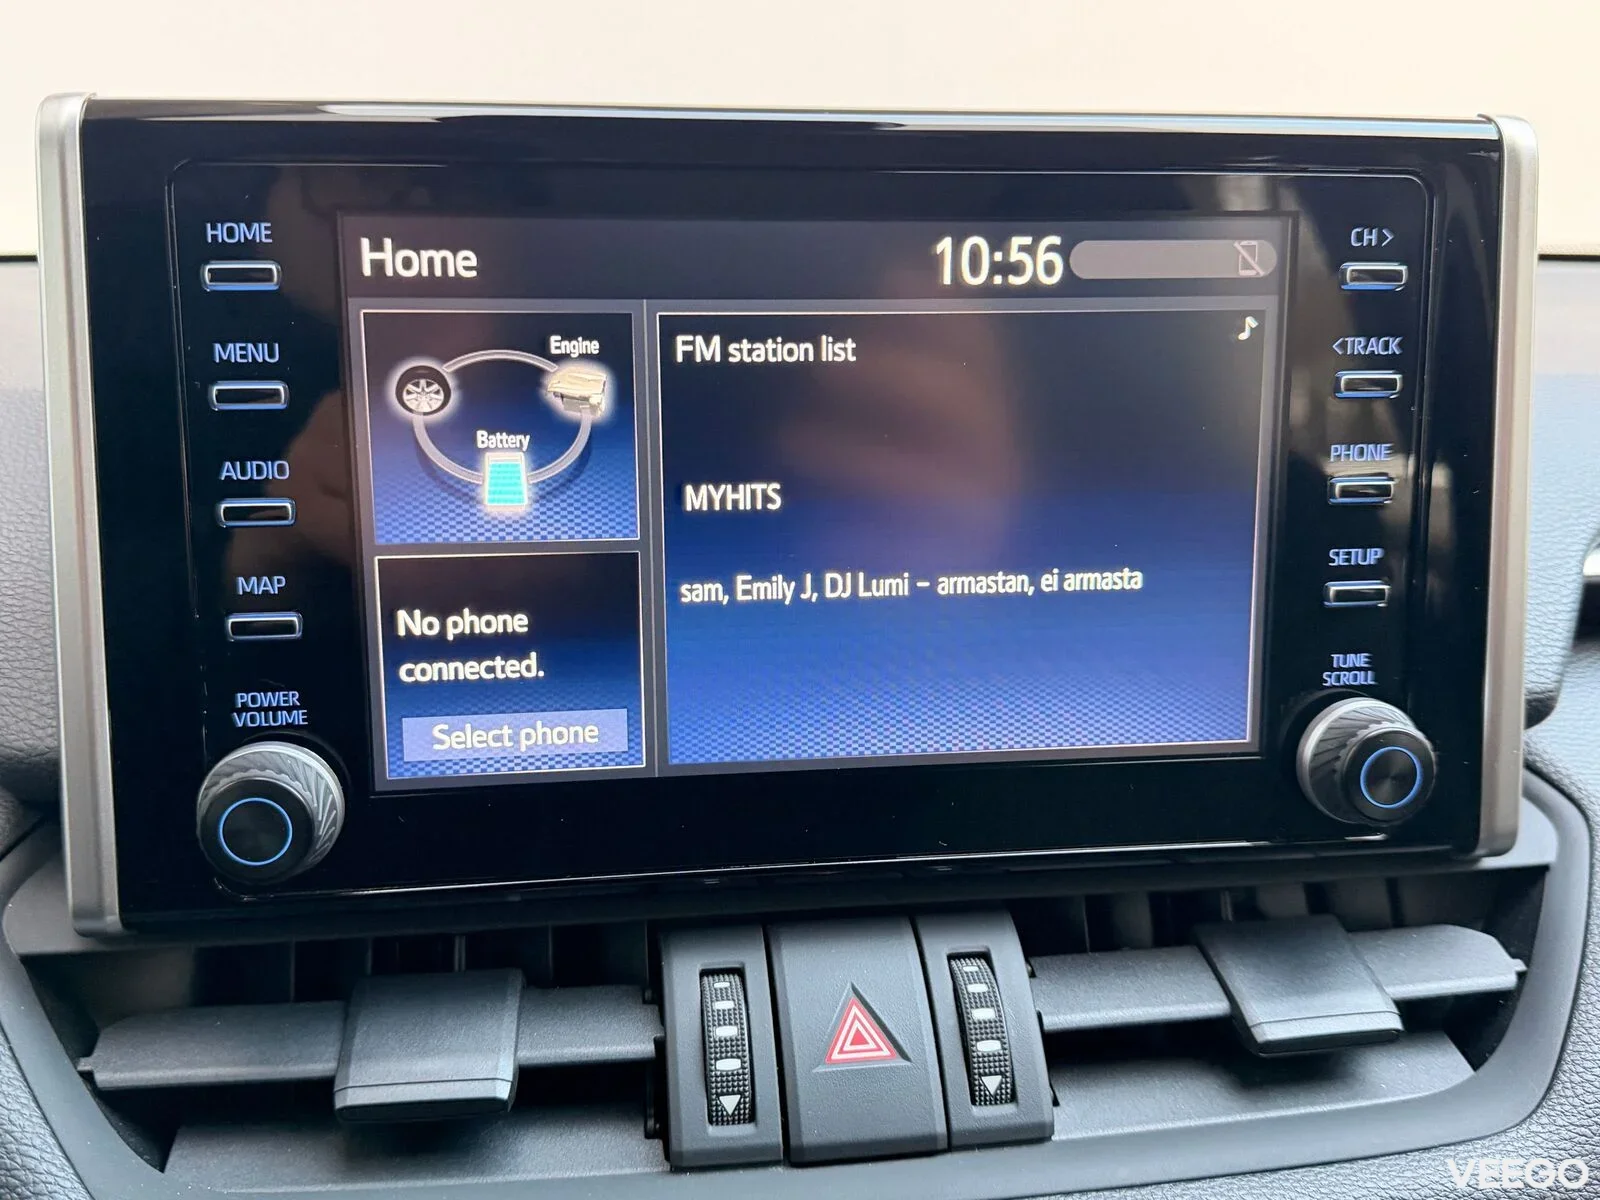 HOME
MENU
AUDIO
MAP
POWER
VOLUME
Home
10:56
Engine
Battery
No phone
connected.
Select phone
FM station list
MYHITS
sam, Emily J, DJ Lumi – armastan, ei armasta
CH >
< TRACK
PHONE
SETUP
TUNE
SCROLL
VEEGO